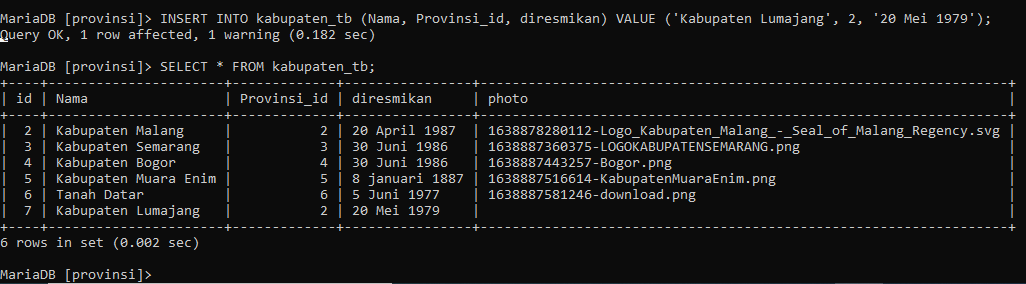 MariaDB [provinsi]> INSERT INTO kabupaten_tb (Nama, Provinsi_id, diresmikan) VALUE ('Kabupaten Lumajang', 2, '20 Mei 1979');
Query OK, 1 row affected, 1 warning (0.182 sec)
MariaDB [provinsi]> SELECT * FROM kabupaten_tb;
+----+----------------------+-------------+----------------+------------------------------------------------------------------+
| id | Nama                 | Provinsi_id | diresmikan     | photo                                                            |
+----+----------------------+-------------+----------------+------------------------------------------------------------------+
|  2 | Kabupaten Malang     |           2 | 20 April 1987  | 1638878280112-Logo_Kabupaten_Malang_-_Seal_of_Malang_Regency.svg |
|  3 | Kabupaten Semarang   |           3 | 30 Juni 1986   | 1638887360375-LOGOKABUPATENSEMARANG.png                          |
|  4 | Kabupaten Bogor      |           4 | 30 Juni 1986   | 1638887443257-Bogor.png                                          |
|  5 | Kabupaten Muara Enim |           5 | 8 januari 1887 | 1638887516614-KabupatenMuaraEnim.png                             |
|  6 | Tanah Datar          |           6 | 5 Juni 1977    | 1638887581246-download.png                                       |
|  7 | Kabupaten Lumajang   |           2 | 20 Mei 1979    |                                                                  |
+----+----------------------+-------------+----------------+------------------------------------------------------------------+
6 rows in set (0.002 sec)
MariaDB [provinsi]>